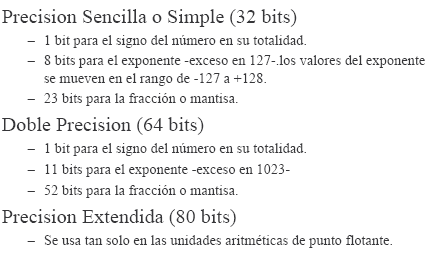 Precision Sencilla o Simple (32 bits)
– 1 bit para el signo del número en su totalidad.
– 8 bits para el exponente -exceso en 127-.los valores del exponente
se mueven en el rango de -127 a +128.
– 23 bits para la fracción o mantisa.
Doble Precision (64 bits)
– 1 bit para el signo del número en su totalidad.
– 11 bits para el exponente -exceso en 1023-
– 52 bits para la fracción o mantisa.
Precision Extendida (80 bits)
– Se usa tan solo en las unidades aritméticas de punto flotante.